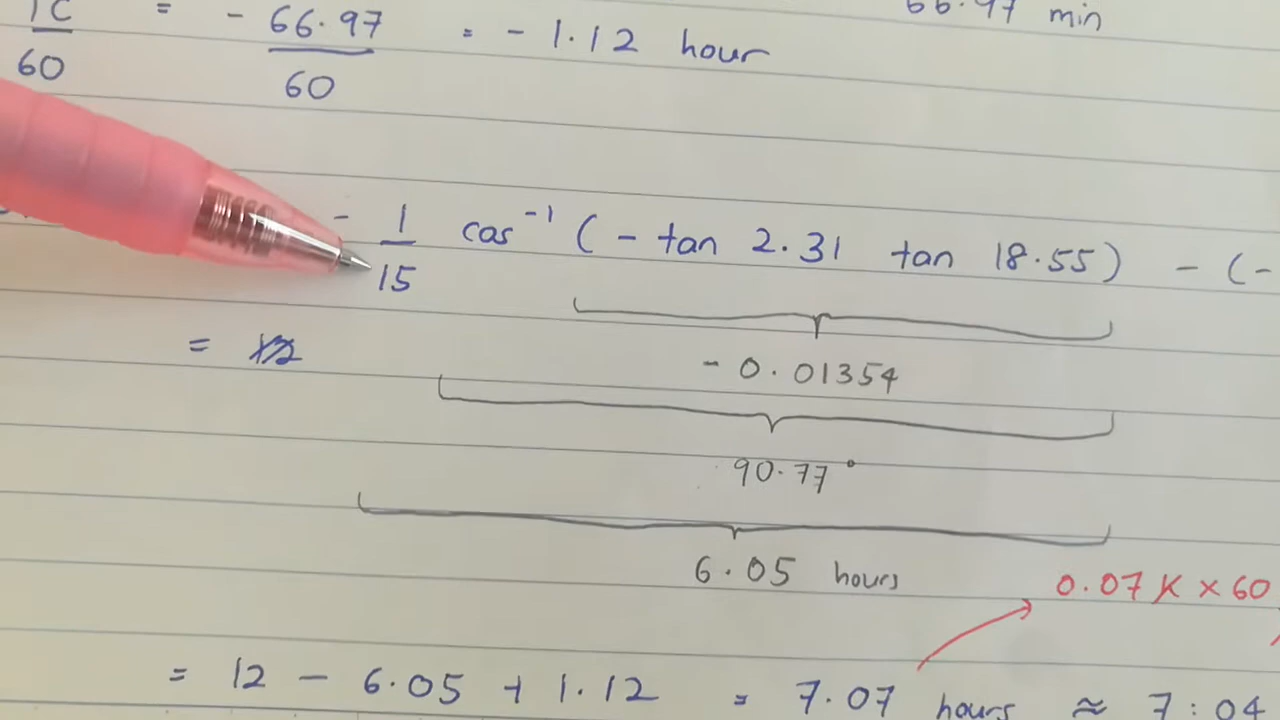 TC/60 = - 66.97/60 = - 1.12 hour
66.97 min
- 1/15 cos⁻¹ (- tan 2.31 tan 18.55) - (-
=
- 0.01354
90.77°
6.05 hours
0.07 × 60
= 12 - 6.05 + 1.12 = 7.07 hours ≈ 7:04